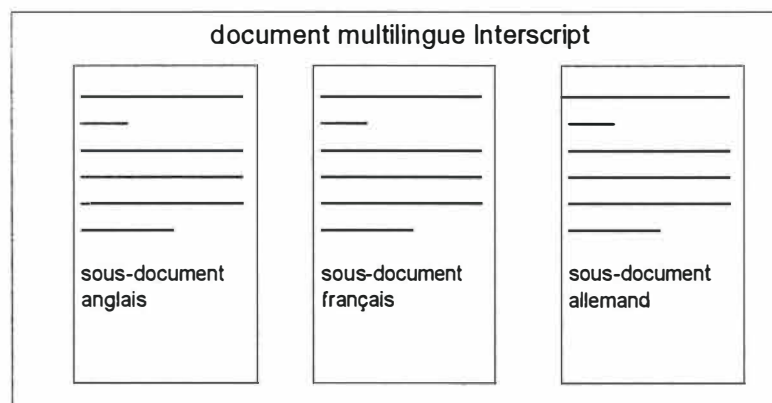 document multilingue Interscript
sous-document
anglais
sous-document
français
sous-document
allemand